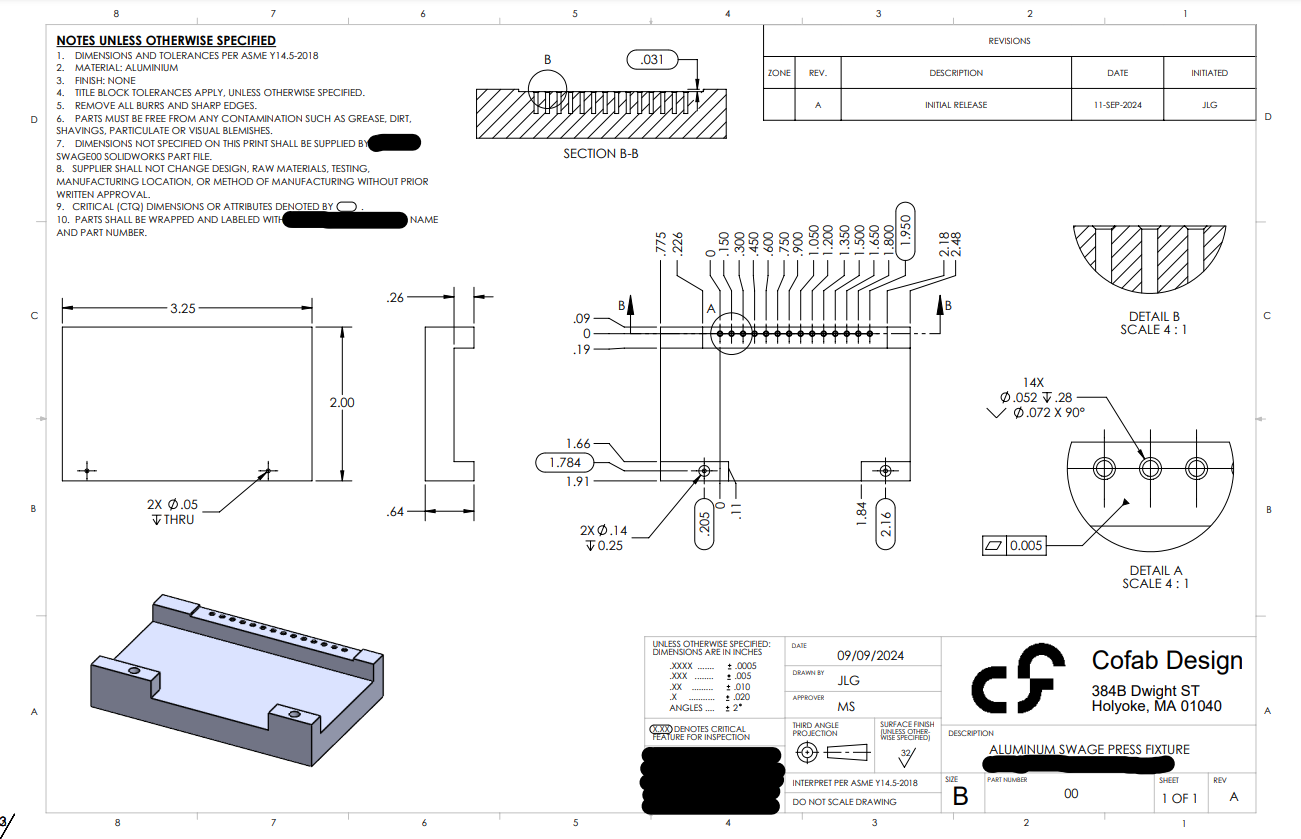 8 7 6 5 4 3 2 1
NOTES UNLESS OTHERWISE SPECIFIED
1. DIMENSIONS AND TOLERANCES PER ASME Y14.5-2018
2. MATERIAL: ALUMINIUM
3. FINISH: NONE
4. TITLE BLOCK TOLERANCES APPLY, UNLESS OTHERWISE SPECIFIED.
5. REMOVE ALL BURRS AND SHARP EDGES.
6. PARTS MUST BE FREE FROM ANY CONTAMINATION SUCH AS GREASE, DIRT,
SHAVINGS, PARTICULATE OR VISUAL BLEMISHES.
7. DIMENSIONS NOT SPECIFIED ON THIS PRINT SHALL BE SUPPLIED BY
SWAGE00 SOLIDWORKS PART FILE.
8. SUPPLIER SHALL NOT CHANGE DESIGN, RAW MATERIALS, TESTING,
MANUFACTURING LOCATION, OR METHOD OF MANUFACTURING WITHOUT PRIOR
WRITTEN APPROVAL.
9. CRITICAL (CTQ) DIMENSIONS OR ATTRIBUTES DENOTED BY .
10. PARTS SHALL BE WRAPPED AND LABELED WITH NAME
AND PART NUMBER.
B
.031
SECTION B-B
REVISIONS
ZONE REV. DESCRIPTION DATE INITIATED
A INITIAL RELEASE 11-SEP-2024 JLG
D D
C C
B B
A A
3.25
2.00
2X Ø.05
↧ THRU
.26
.64
.775 .226 0 .150 .300 .450 .600 .750 .900 1.050 1.200 1.350 1.500 1.650 1.800 1.950 2.18 2.48
B A B
.09
0
.19
1.66
1.784
1.91
2X Ø.14
↧ 0.25
.205 0 .11 1.84 2.16
DETAIL B
SCALE 4 : 1
14X
Ø.052 ↧ .28
⌵ Ø.072 X 90°
0.005
DETAIL A
SCALE 4 : 1
UNLESS OTHERWISE SPECIFIED:
DIMENSIONS ARE IN INCHES
.XXXX ....... ± .0005
.XXX ........ ± .005
.XX ......... ± .010
.X ........... ± .020
ANGLES .... ± 2°
X.XX DENOTES CRITICAL
FEATURE FOR INSPECTION
DATE
09/09/2024
DRAWN BY
JLG
APPROVER
MS
THIRD ANGLE
PROJECTION
SURFACE FINISH
(UNLESS OTHER-
WISE SPECIFIED)
32
INTERPRET PER ASME Y14.5-2018
DO NOT SCALE DRAWING
cf
Cofab Design
384B Dwight ST
Holyoke, MA 01040
DESCRIPTION
ALUMINUM SWAGE PRESS FIXTURE
SIZE
B
PART NUMBER
00
SHEET
1 OF 1
REV
A
8 7 6 5 4 3 2 1